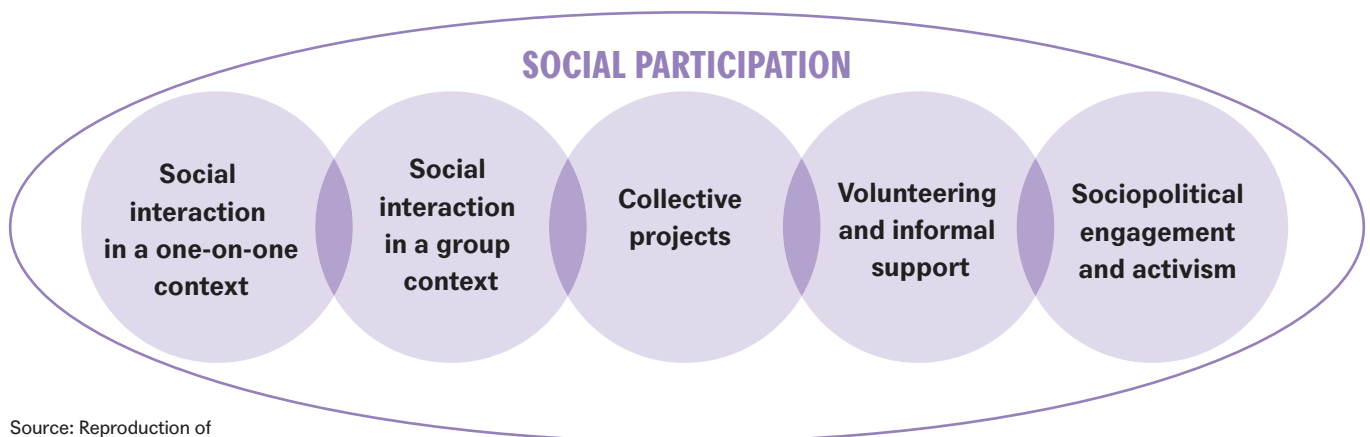 SOCIAL PARTICIPATION
Social
interaction
in a one-on-one
context
Social
interaction
in a group
context
Collective
projects
Volunteering
and informal
support
Sociopolitical
engagement
and activism
Source: Reproduction of